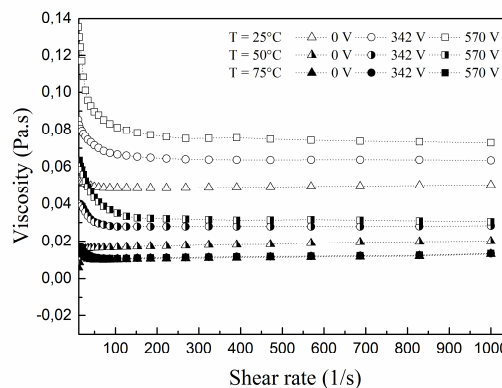 0,14
T = 25°C 0 V 342 V 570 V
0,12
T = 50°C 0 V 342 V 570 V
T = 75°C 0 V 342 V 570 V
0,10
0,08
0,06
0,04
0,02
0,00
-0,02
Viscosity (Pa.s)
100 200 300 400 500 600 700 800 900 1000
Shear rate (1/s)